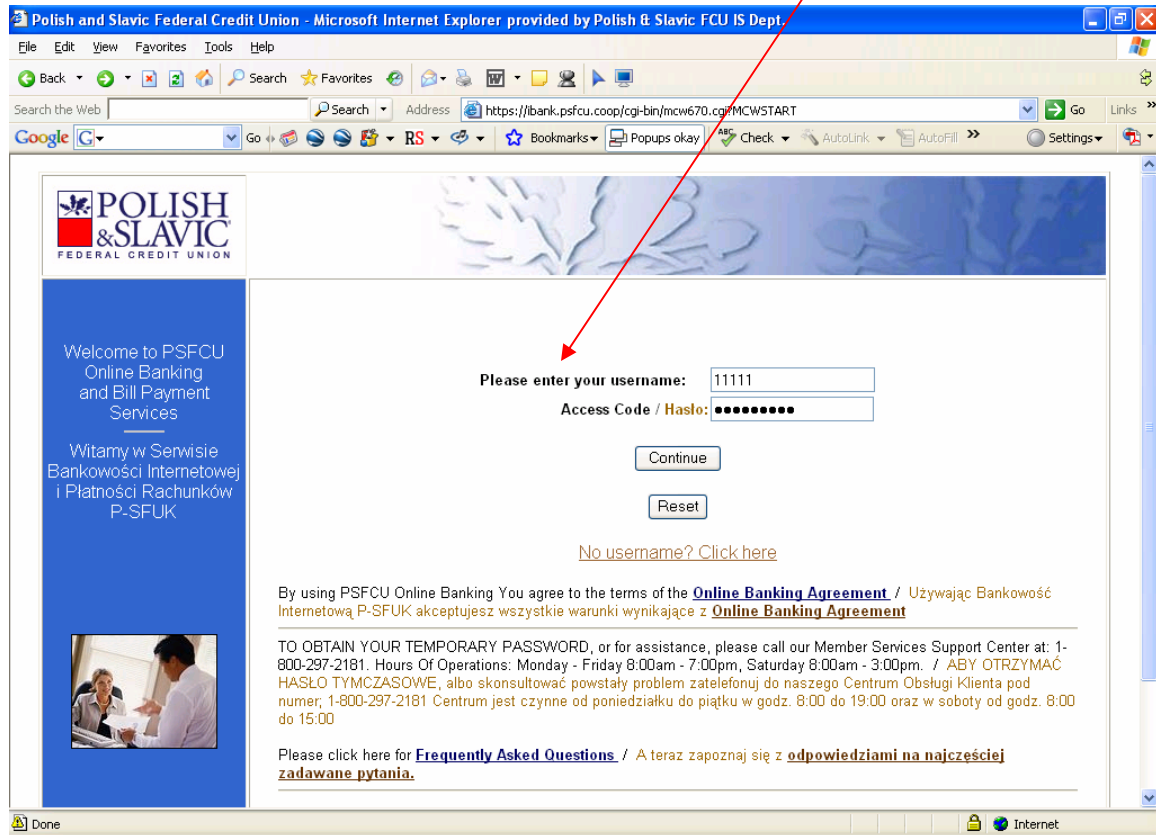 Polish and Slavic Federal Credit Union - Microsoft Internet Explorer provided by Polish & Slavic FCU IS Dept.
File Edit View Favorites Tools Help
Back Search Favorites
Search the Web Search Address https://ibank.psfcu.coop/cgi-bin/mcw670.cgi?MCWSTART Go Links »
Google G Go RS Bookmarks Popups okay ABC Check AutoLink AutoFill » Settings
POLISH
&SLAVIC
FEDERAL CREDIT UNION
Welcome to PSFCU
Online Banking
and Bill Payment
Services
Witamy w Serwisie
Bankowości Internetowej
i Płatności Rachunków
P-SFUK
Please enter your username: 11111
Access Code / Hasło: •••••••••
Continue
Reset
No username? Click here
By using PSFCU Online Banking You agree to the terms of the Online Banking Agreement / Używając Bankowość
Internetową P-SFUK akceptujesz wszystkie warunki wynikające z Online Banking Agreement
TO OBTAIN YOUR TEMPORARY PASSWORD, or for assistance, please call our Member Services Support Center at: 1-
800-297-2181. Hours Of Operations: Monday - Friday 8:00am - 7:00pm, Saturday 8:00am - 3:00pm. / ABY OTRZYMAĆ
HASŁO TYMCZASOWE, albo skonsultować powstały problem zatelefonuj do naszego Centrum Obsługi Klienta pod
numer; 1-800-297-2181 Centrum jest czynne od poniedziałku do piątku w godz. 8:00 do 19:00 oraz w soboty od godz. 8:00
do 15:00
Please click here for Frequently Asked Questions / A teraz zapoznaj się z odpowiedziami na najczęściej
zadawane pytania.
Done Internet